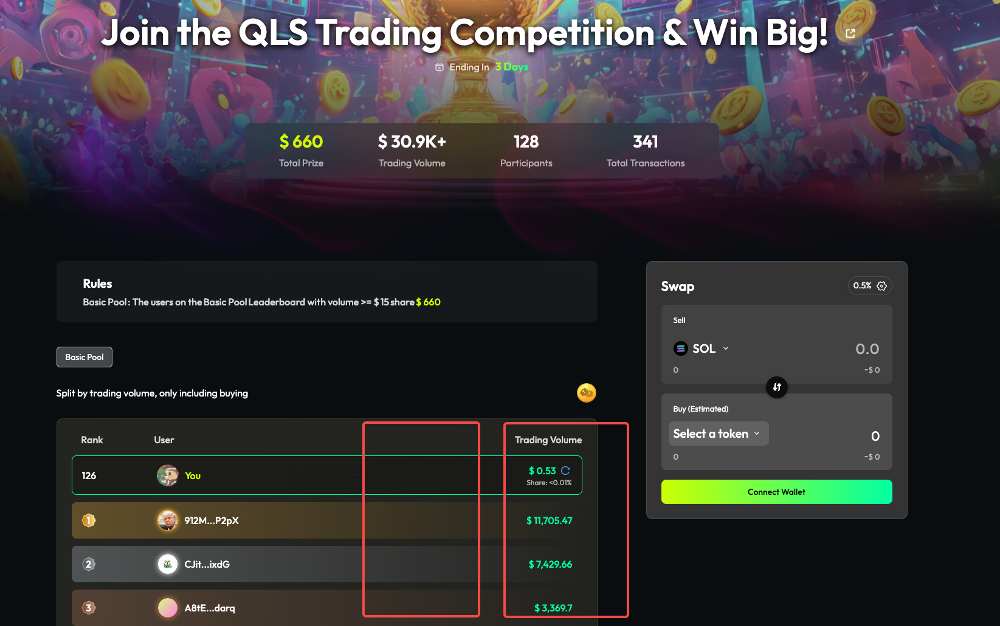 Join the QLS Trading Competition & Win Big!
Ending In 3 Days
$ 660
Total Prize
$ 30.9K+
Trading Volume
128
Participants
341
Total Transactions
Rules
Basic Pool : The users on the Basic Pool Leaderboard with volume >= $ 15 share $ 660
Basic Pool
Split by trading volume, only including buying
Rank User Trading Volume
126 You $ 0.53
Share: <0.01%
1 912M...P2pX $ 11,705.47
2 CJit...ixdG $ 7,429.66
3 A8tE...darq $ 3,369.7
Swap 0.5%
Sell
SOL 0.0
0 ~$ 0
Buy (Estimated)
Select a token 0
0 ~$ 0
Connect Wallet